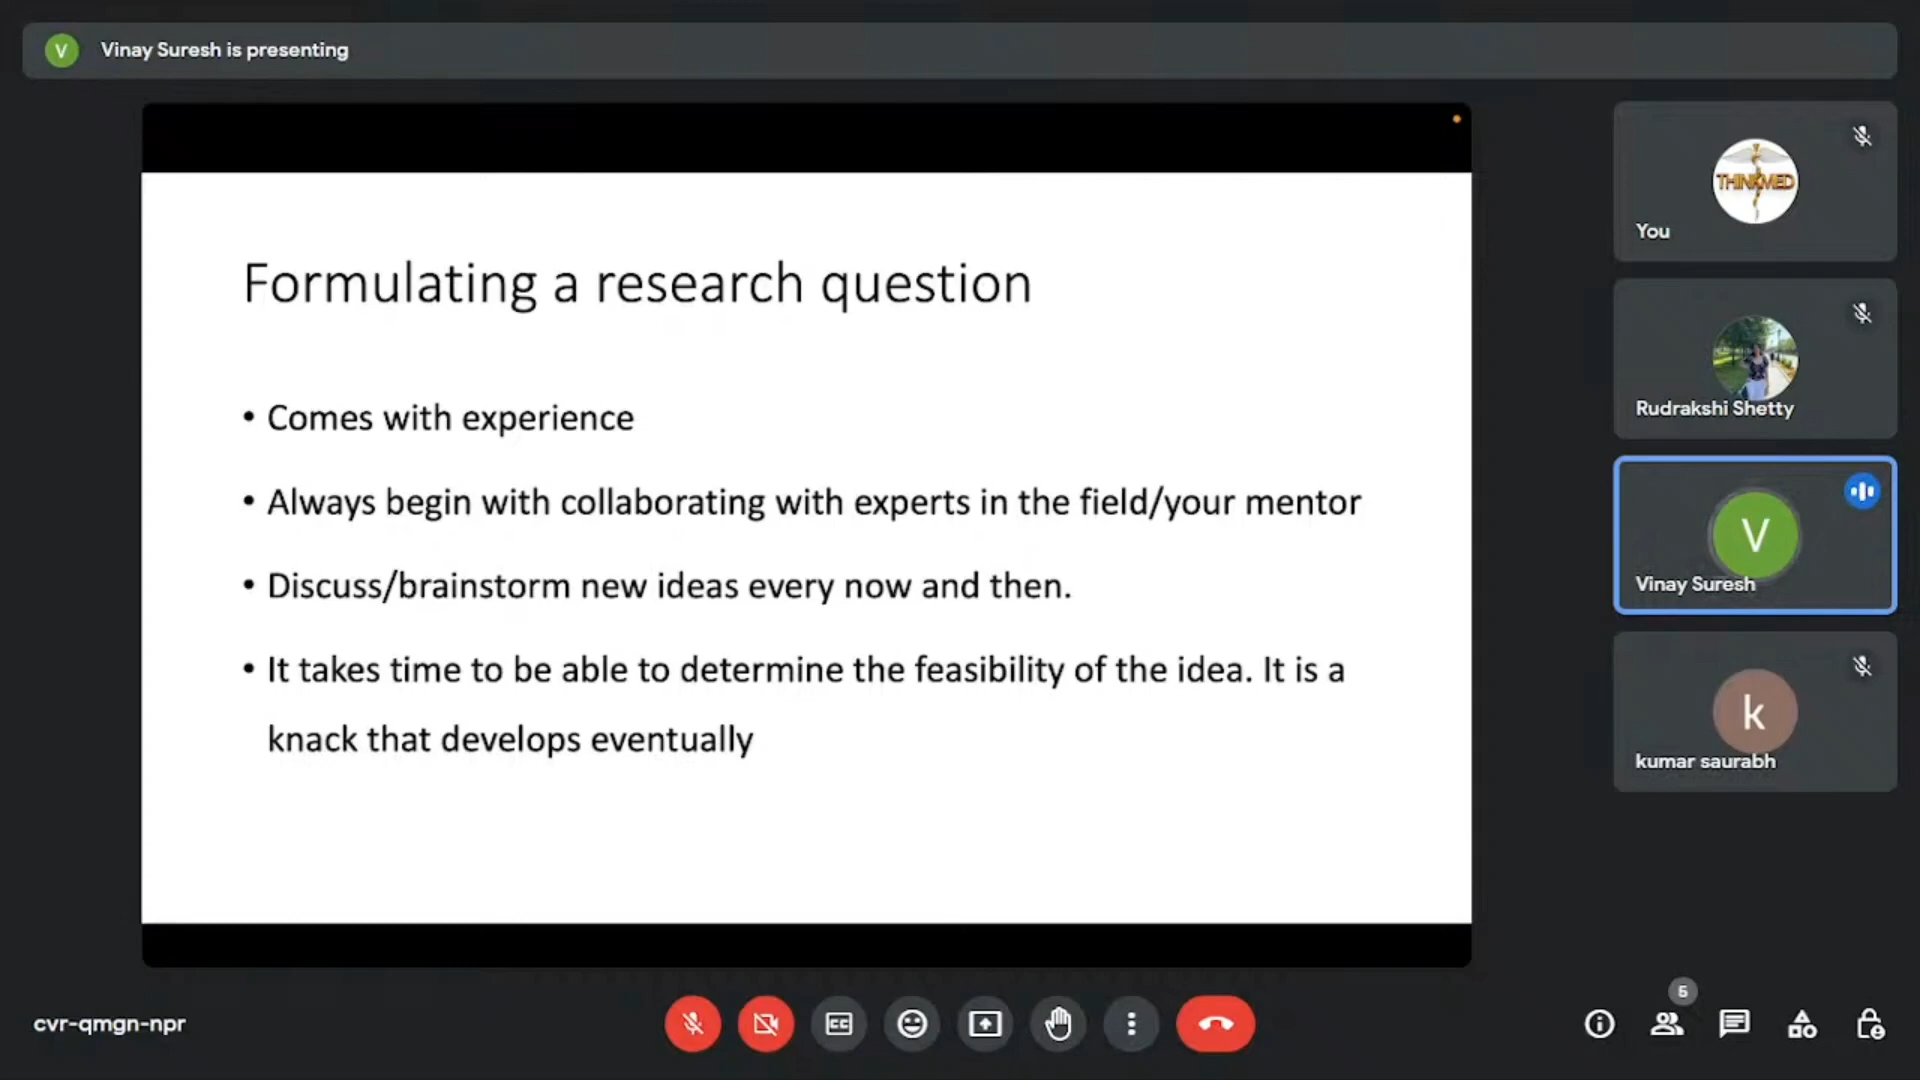 V
Vinay Suresh is presenting
THINKMED
You
Formulating a research question
Rudrakshi Shetty
• Comes with experience
• Always begin with collaborating with experts in the field/your mentor
V
Vinay Suresh
• Discuss/brainstorm new ideas every now and then.
• It takes time to be able to determine the feasibility of the idea. It is a
knack that develops eventually
k
kumar saurabh
cvr-qmgn-npr
CC
5